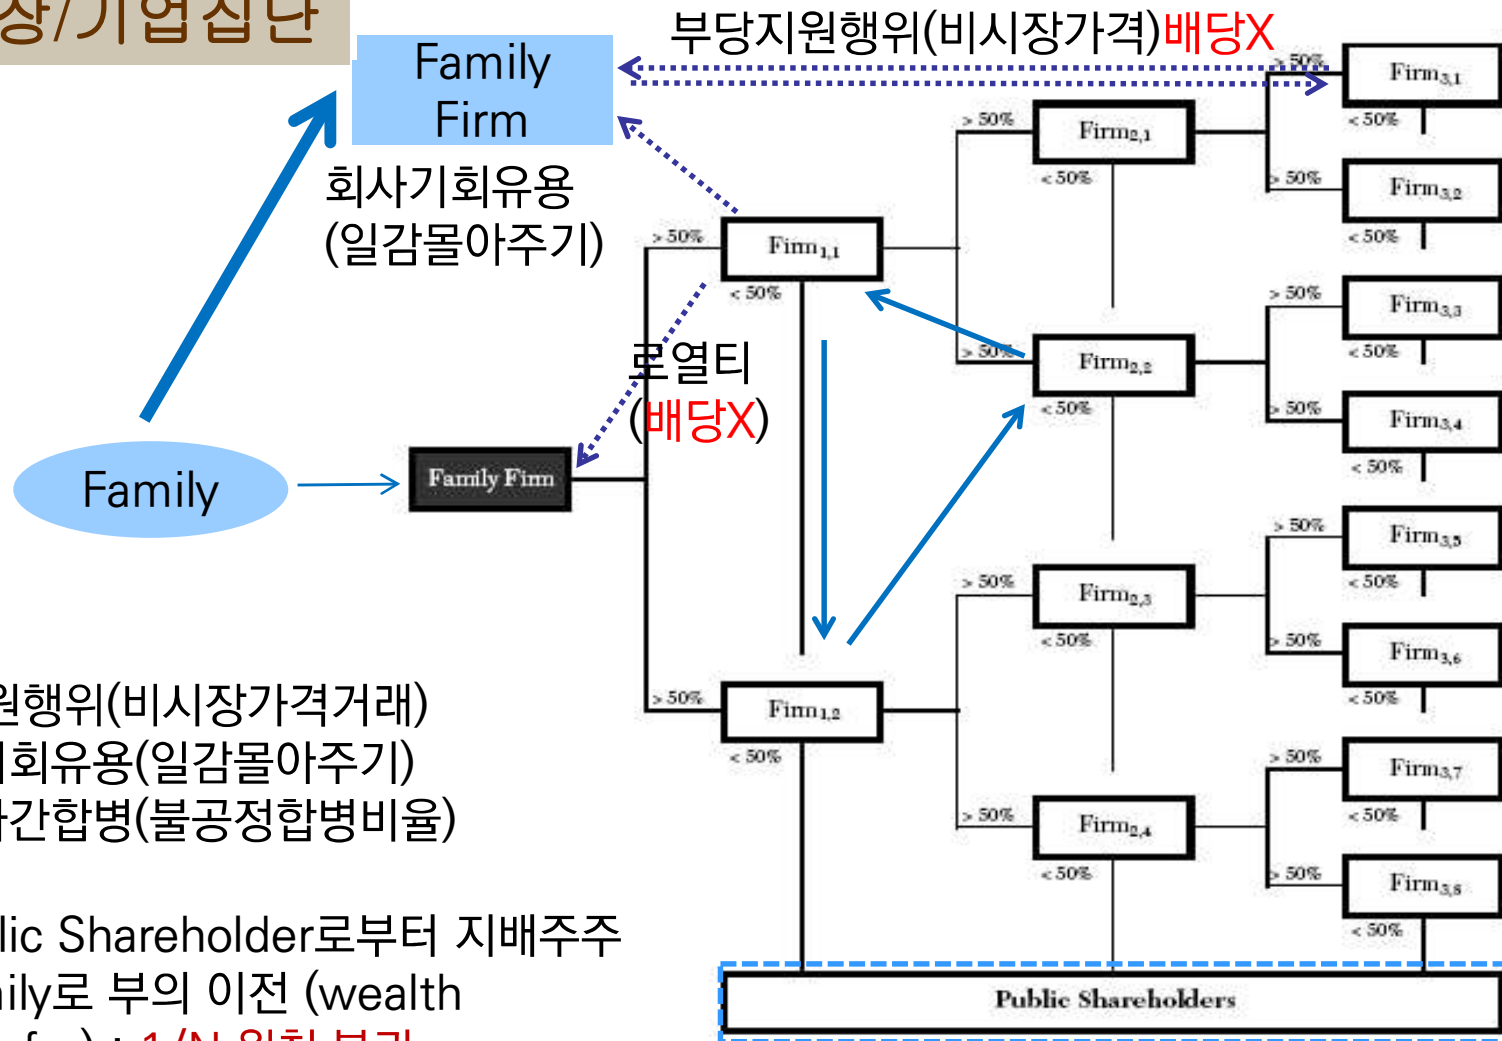 상/기업집단
부당지원행위(비시장가격)배당X
Family
Firm
회사기회유용
(일감몰아주기)
로열티
(배당X)
Family
Family Firm
> 50%
Firm1,1
< 50%
> 50%
Firm1,2
< 50%
> 50%
Firm2,1
< 50%
> 50%
Firm2,2
< 50%
> 50%
Firm2,3
< 50%
> 50%
Firm2,4
< 50%
> 50%
Firm3,1
< 50%
> 50%
Firm3,2
< 50%
> 50%
Firm3,3
< 50%
> 50%
Firm3,4
< 50%
> 50%
Firm3,5
< 50%
> 50%
Firm3,6
< 50%
> 50%
Firm3,7
< 50%
> 50%
Firm3,8
< 50%
Public Shareholders
원행위(비시장가격거래)
기회유용(일감몰아주기)
사간합병(불공정합병비율)
lic Shareholder로부터 지배주주
nily로 부의 이전 (wealth